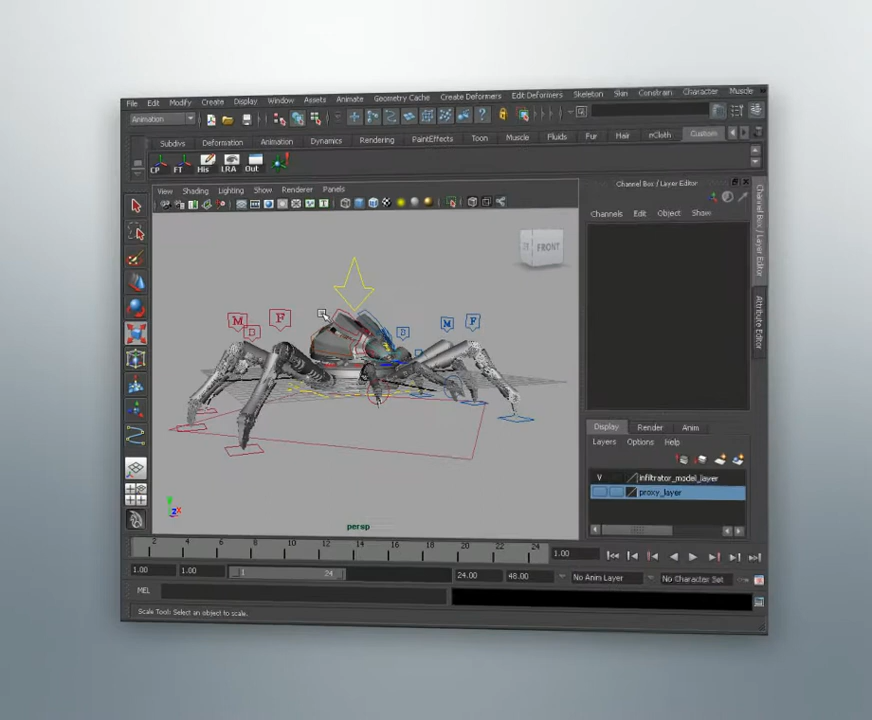 File Edit Modify Create Display Window Assets Animate Geometry Cache Create Deformers Edit Deformers Skeleton Skin Constrain Character Muscle
Animation
Subdivs Deformation Animation Dynamics Rendering PaintEffects Toon Muscle Fluids Fur Hair nCloth Custom
CP FT His LRA Out
View Shading Lighting Show Renderer Panels
Channel Box / Layer Editor
Channels Edit Object Show
FRONT
M B F B M F
persp
Channel Box / Layer Editor
Attribute Editor
Display Render Anim
Layers Options Help
V infiltrator_model_layer
proxy_layer
2 4 6 8 10 12 14 16 18 20 22 24 1.00
1.00 1.00 1 24 24.00 48.00 No Anim Layer No Character Set
MEL
Scale Tool: Select an object to scale.